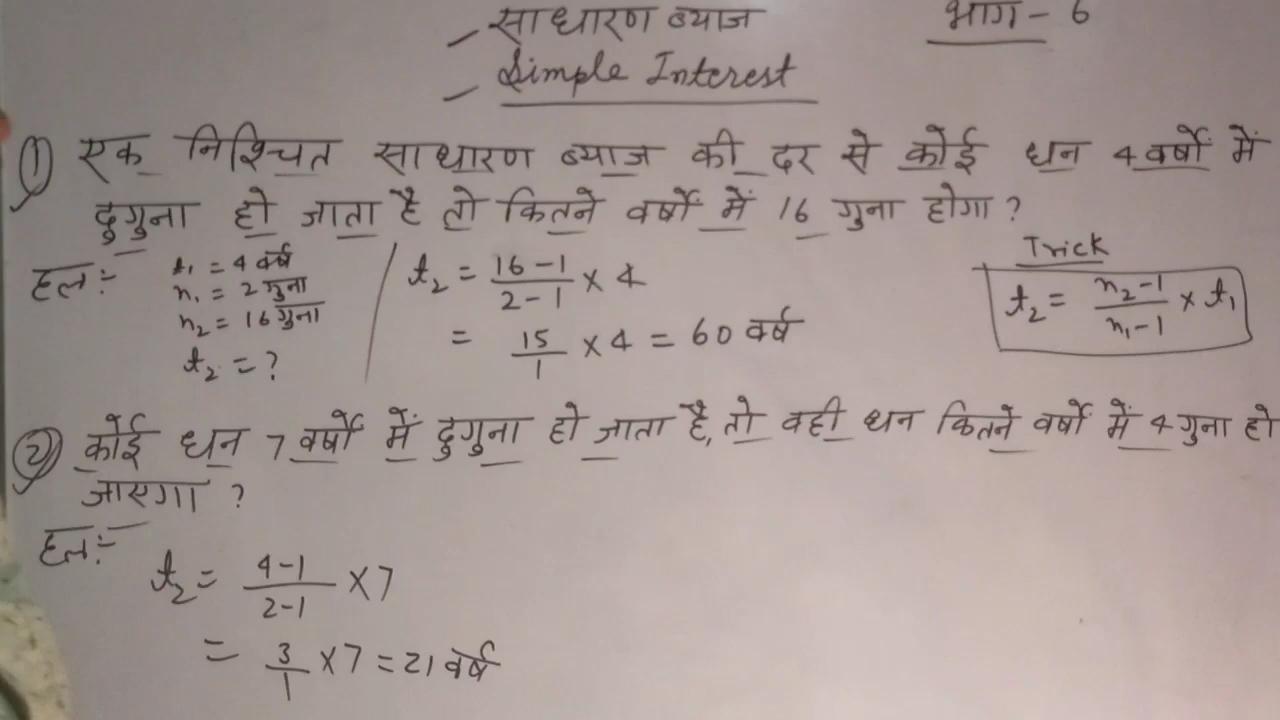 साधारण ब्याज
भाग - 6
Simple Interest
① एक निश्चित साधारण ब्याज की दर से कोई धन 4 वर्षों में
दुगुना हो जाता है तो कितने वर्षों में 16 गुना होगा ?
हल:- t₁ = 4 वर्ष
n₁ = 2 गुना
n₂ = 16 गुना
t₂ = ?
t₂ = (16-1)/(2-1) × 4
= 15/1 × 4 = 60 वर्ष
Trick
t₂ = (n₂-1)/(n₁-1) × t₁
② कोई धन 7 वर्षों में दुगुना हो जाता है, तो वही धन कितने वर्षों में 4 गुना हो
जाएगा ?
हल:-
t₂ = (4-1)/(2-1) × 7
= 3/1 × 7 = 21 वर्ष